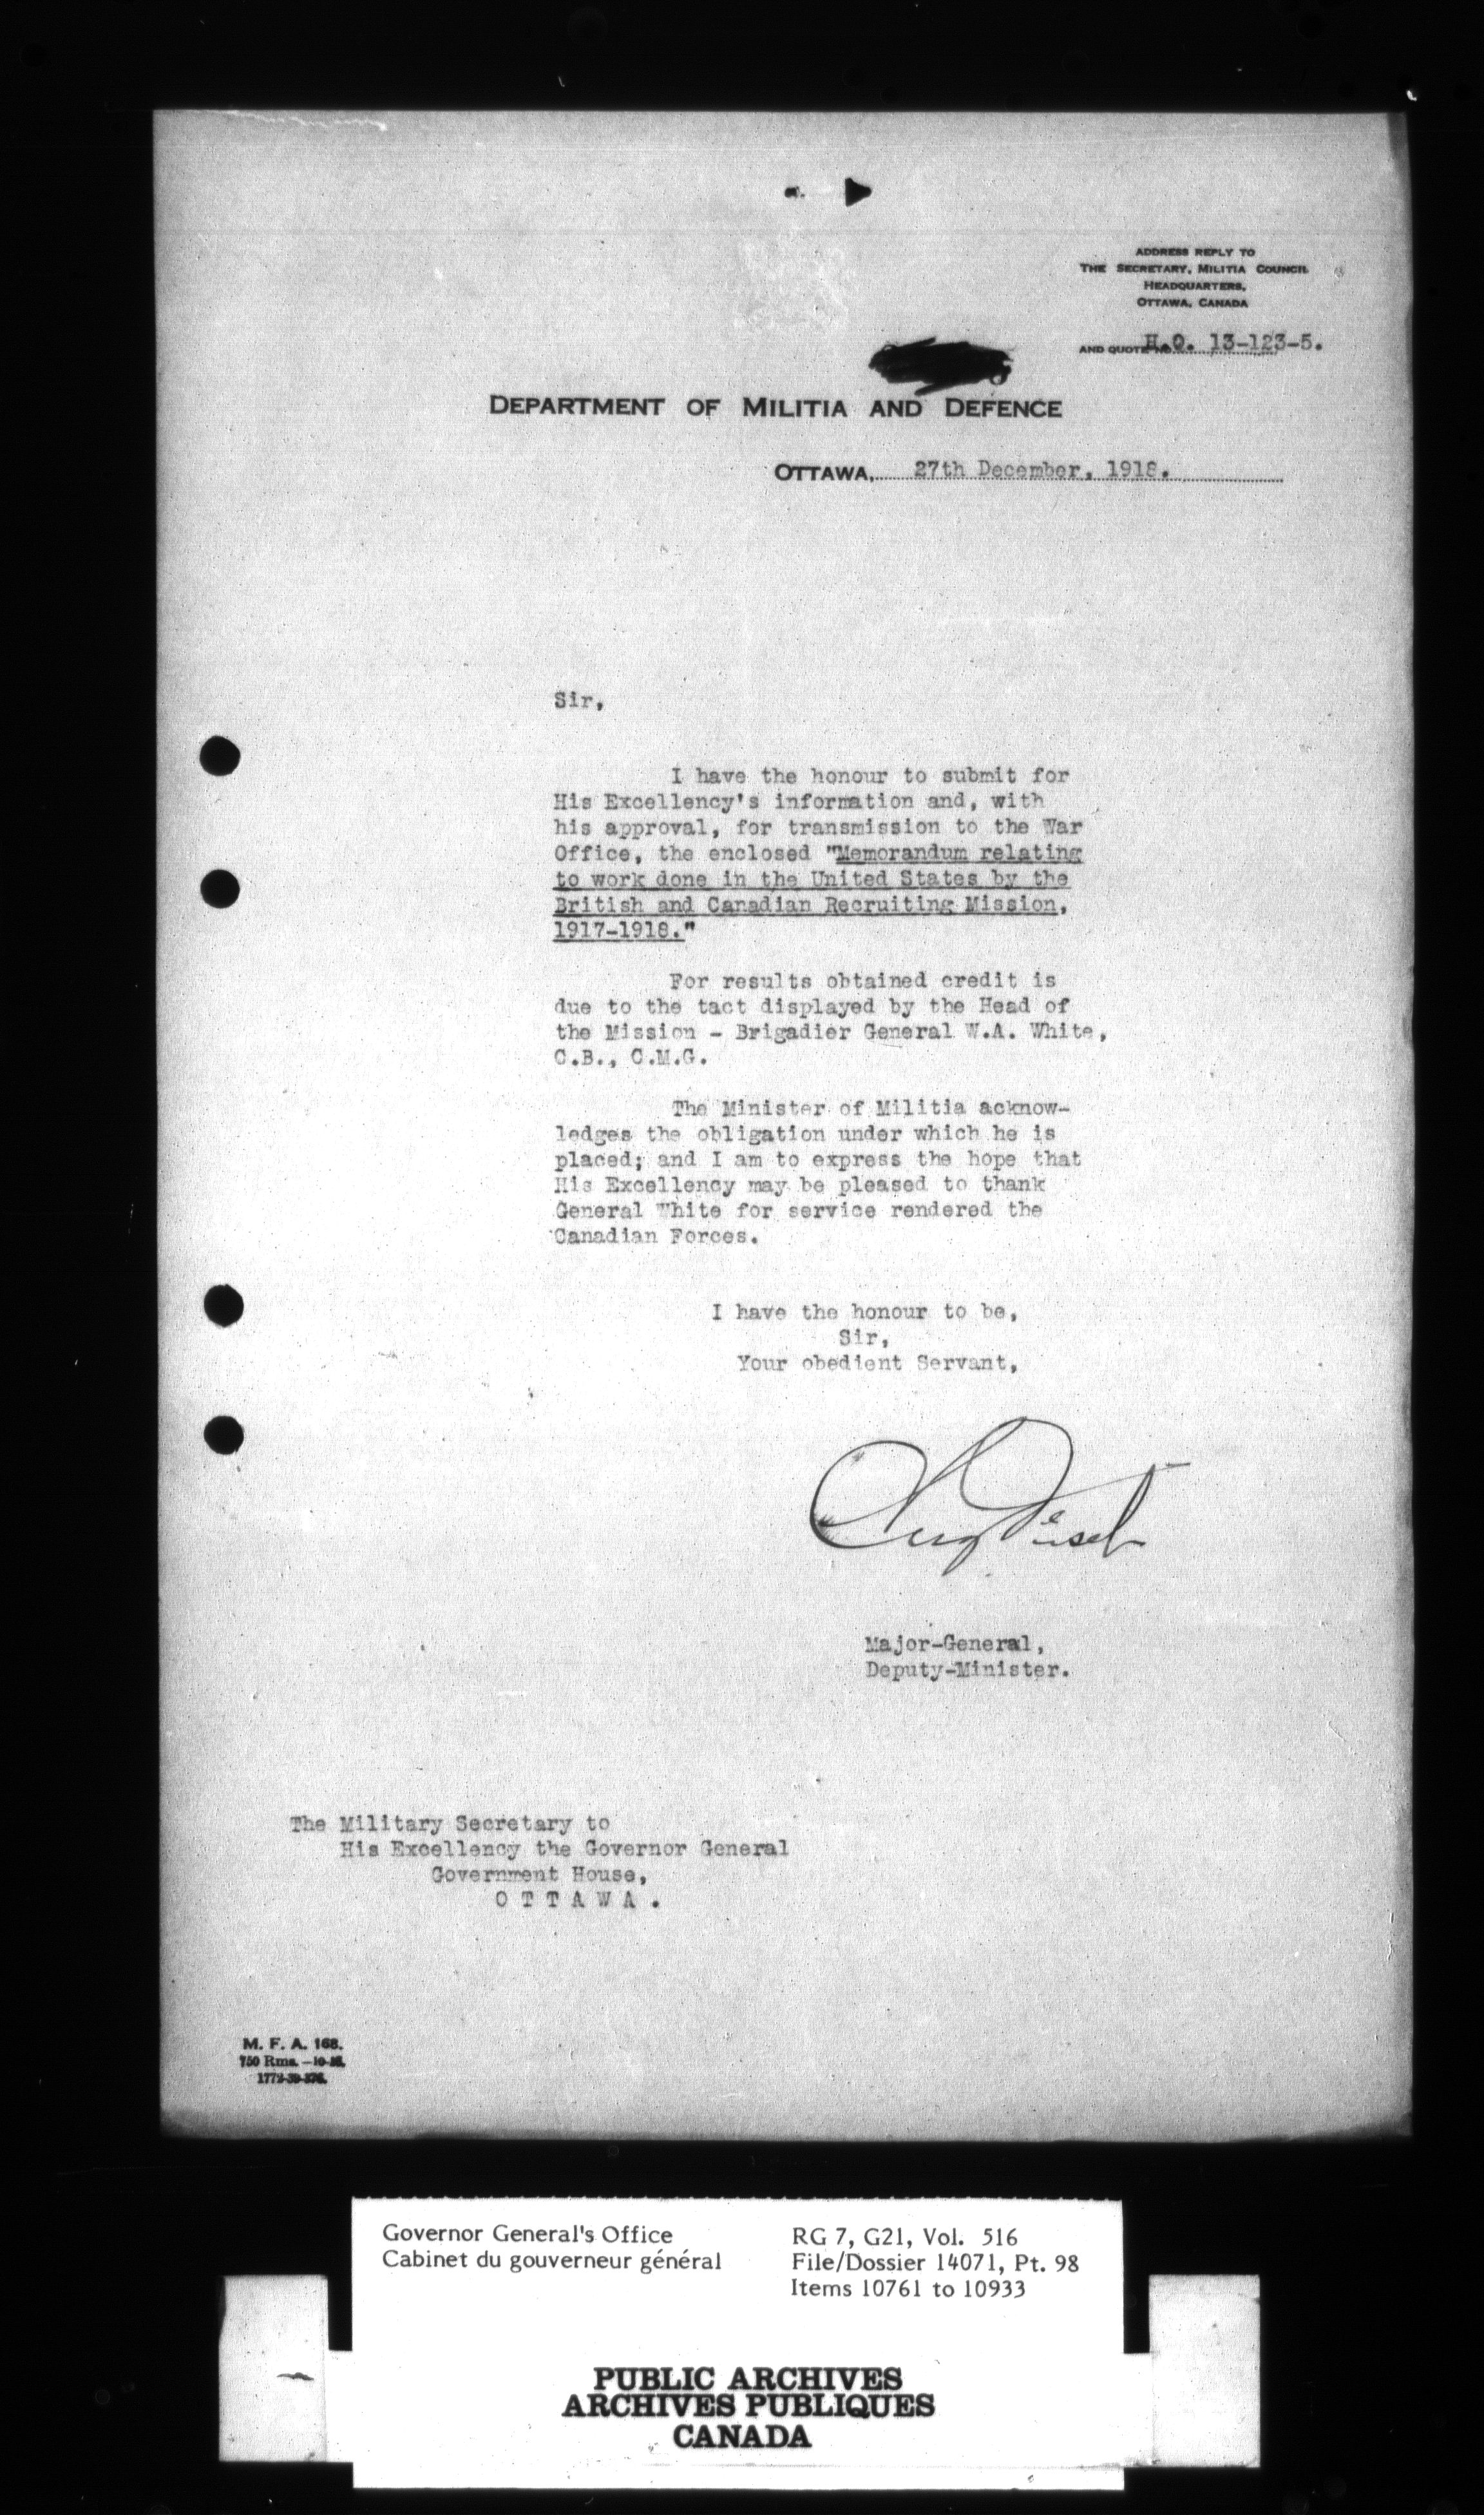 ADDRESS REPLY TO
THE SECRETARY, MILITIA COUNCIL
HEADQUARTERS,
OTTAWA, CANADA
AND QUOTE No. H.Q. 13-123-5.
DEPARTMENT OF MILITIA AND DEFENCE
OTTAWA, 27th December, 1918.
Sir,
I have the honour to submit for
His Excellency's information and, with
his approval, for transmission to the War
Office, the enclosed "Memorandum relating
to work done in the United States by the
British and Canadian Recruiting Mission,
1917-1918."
For results obtained credit is
due to the tact displayed by the Head of
the Mission - Brigadier General W.A. White,
C.B., C.M.G.
The Minister of Militia acknow-
ledges the obligation under which he is
placed; and I am to express the hope that
His Excellency may be pleased to thank
General White for service rendered the
Canadian Forces.
I have the honour to be,
Sir,
Your obedient Servant,
Major-General,
Deputy-Minister.
The Military Secretary to
His Excellency the Governor General
Government House,
O T T A W A .
M. F. A. 168.
750 Rms.
Governor General's Office
Cabinet du gouverneur général
RG 7, G21, Vol. 516
File/Dossier 14071, Pt. 98
Items 10761 to 10933
PUBLIC ARCHIVES
ARCHIVES PUBLIQUES
CANADA